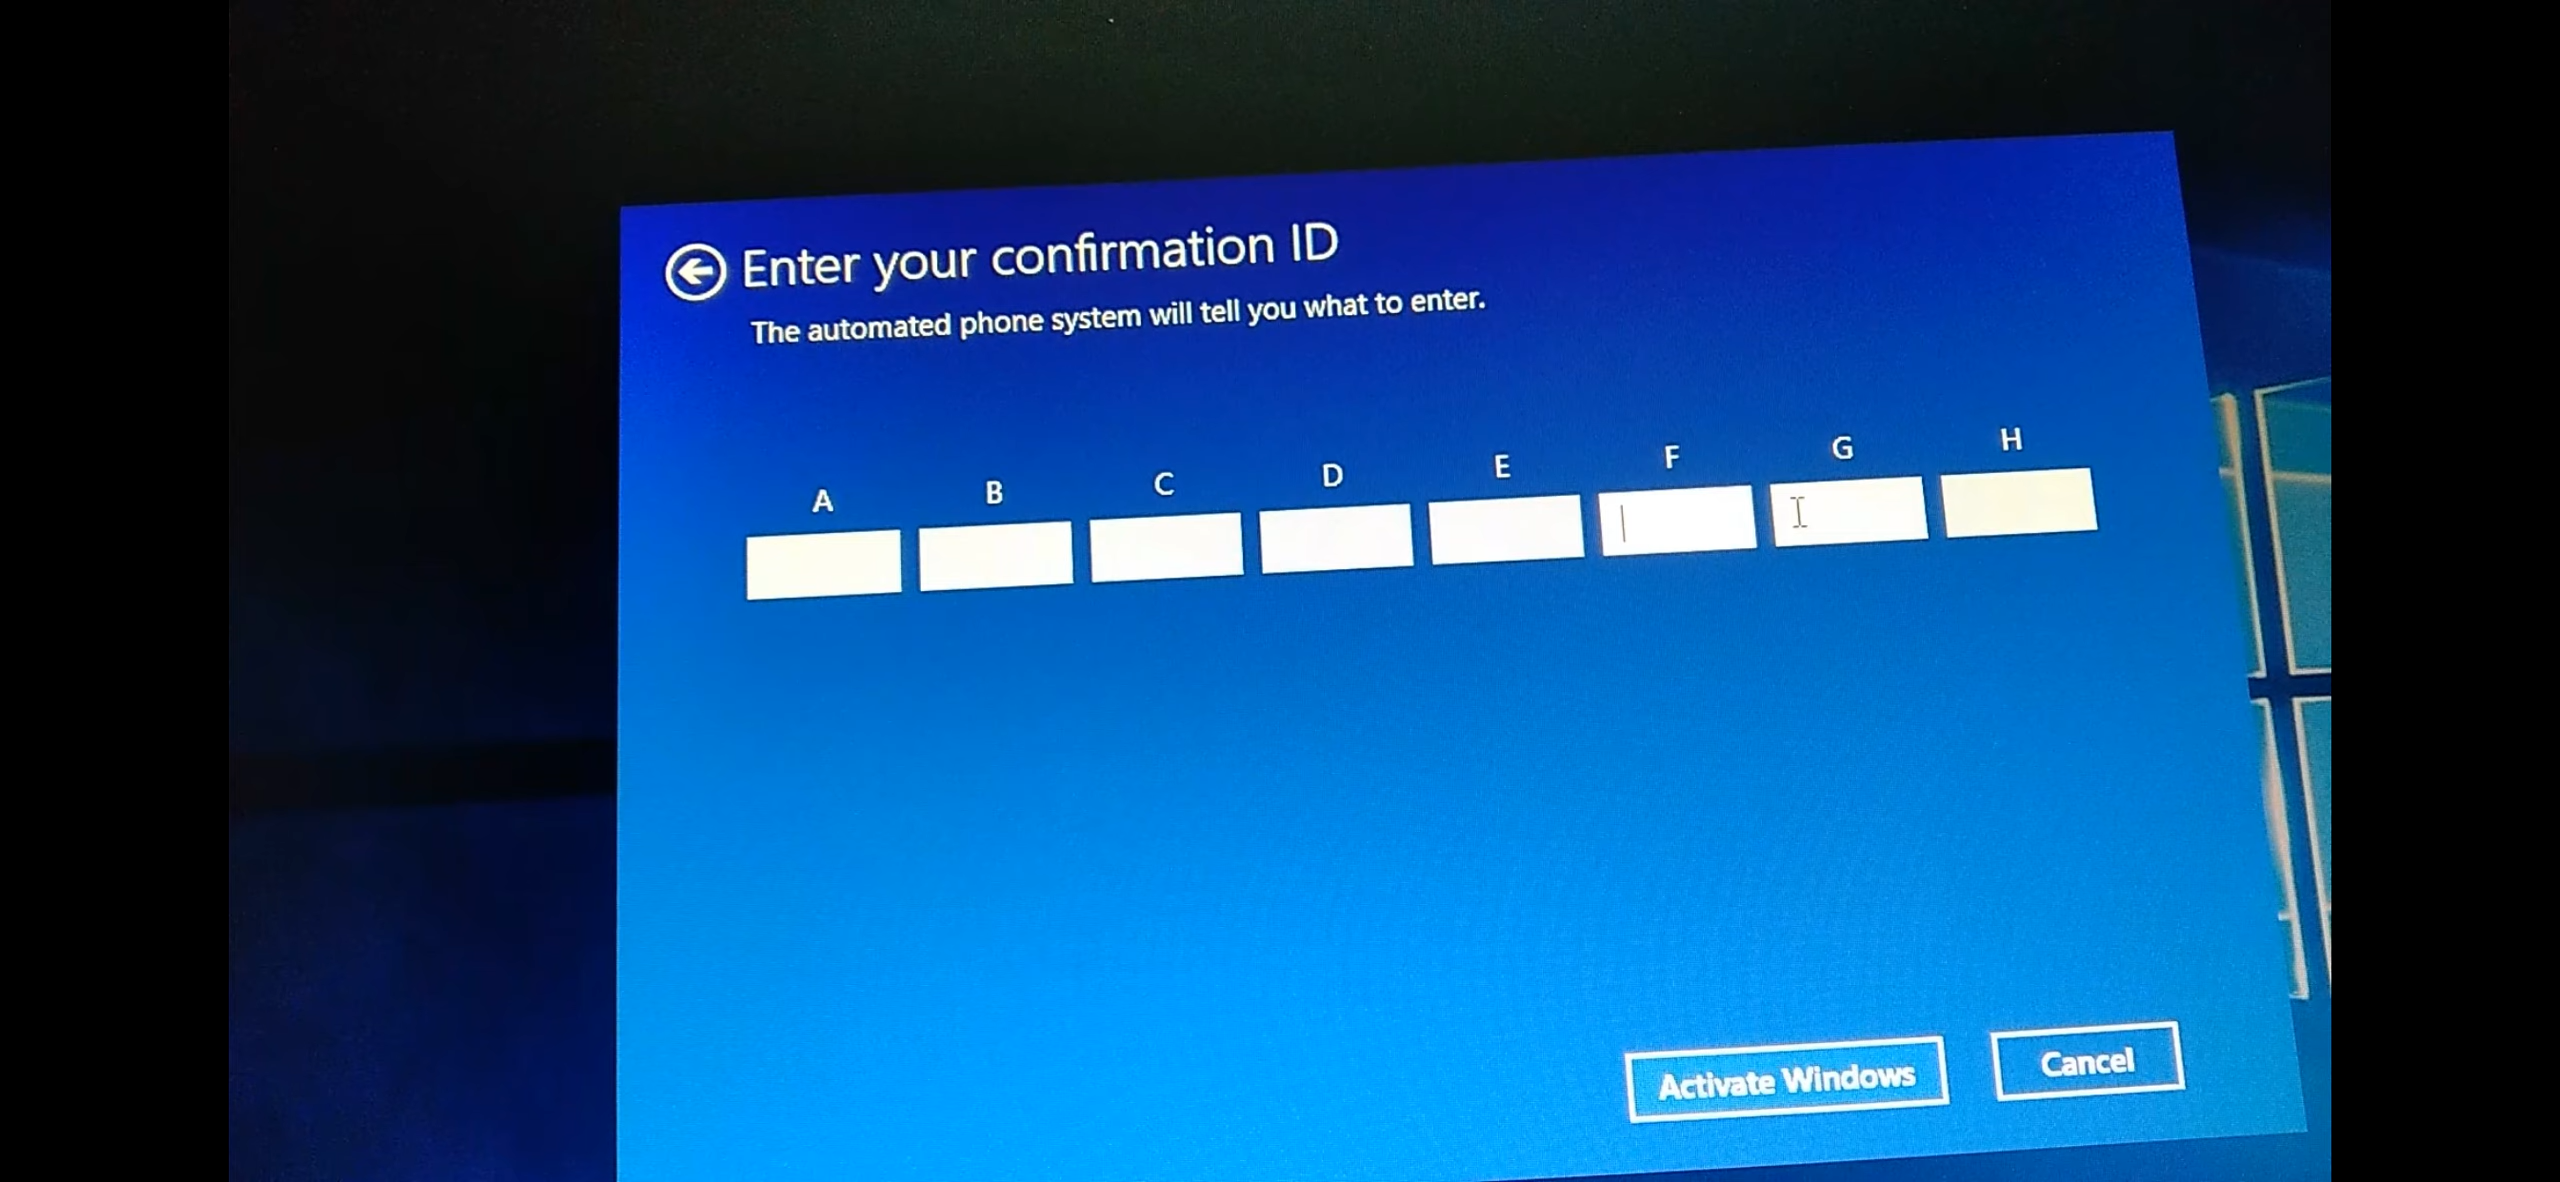 Enter your confirmation ID
The automated phone system will tell you what to enter.
A B C D E F G H
Activate Windows Cancel